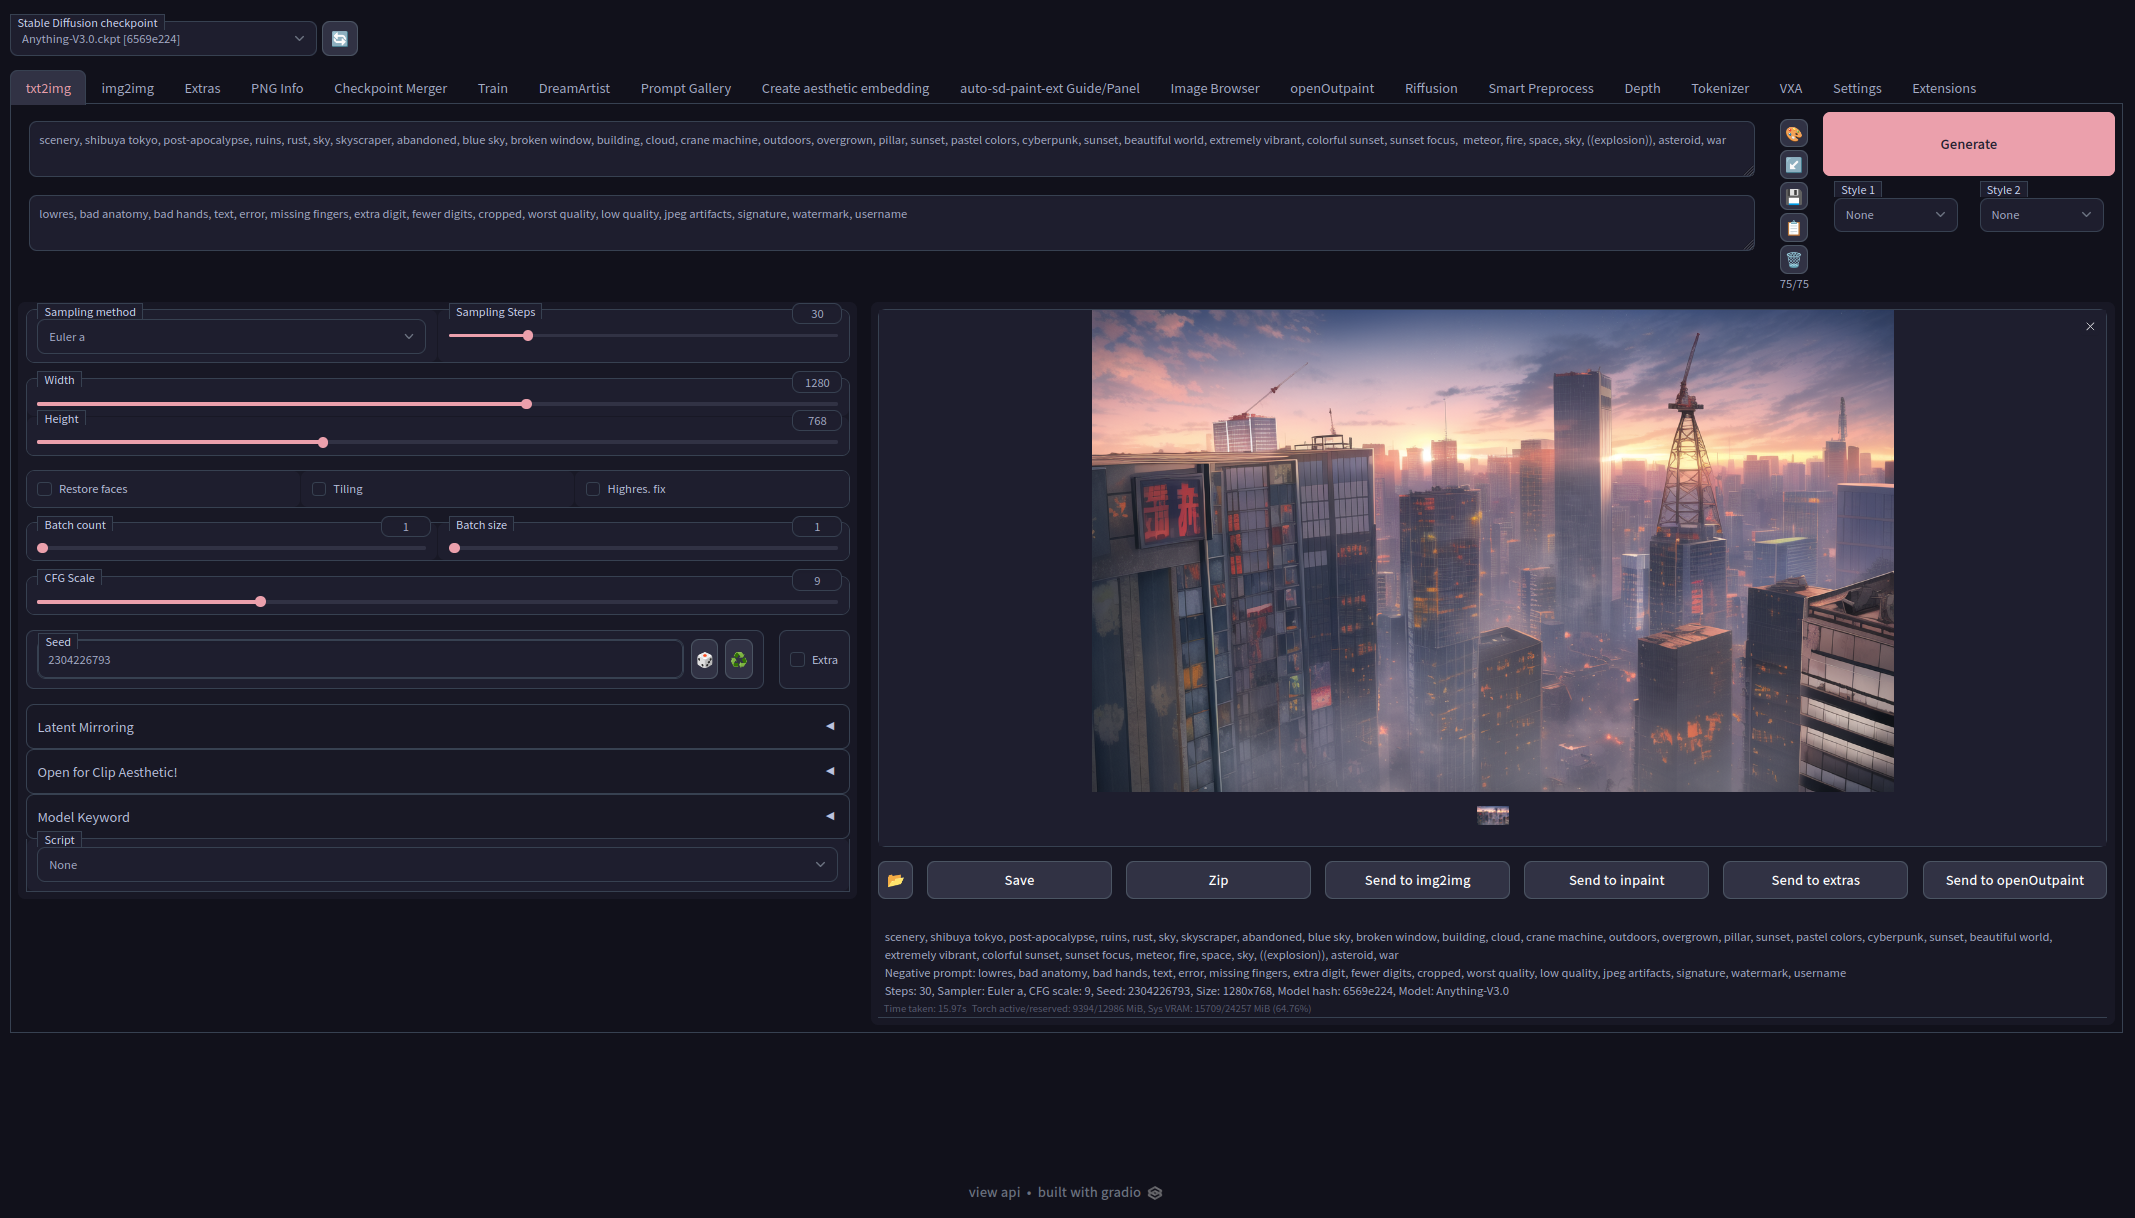 Stable Diffusion checkpoint
Anything-V3.0.ckpt [6569e224]
txt2img img2img Extras PNG Info Checkpoint Merger Train DreamArtist Prompt Gallery Create aesthetic embedding auto-sd-paint-ext Guide/Panel Image Browser openOutpaint Riffusion Smart Preprocess Depth Tokenizer VXA Settings Extensions
scenery, shibuya tokyo, post-apocalypse, ruins, rust, sky, skyscraper, abandoned, blue sky, broken window, building, cloud, crane machine, outdoors, overgrown, pillar, sunset, pastel colors, cyberpunk, sunset, beautiful world, extremely vibrant, colorful sunset, sunset focus,  meteor, fire, space, sky, ((explosion)), asteroid, war
Generate
lowres, bad anatomy, bad hands, text, error, missing fingers, extra digit, fewer digits, cropped, worst quality, low quality, jpeg artifacts, signature, watermark, username
Style 1 Style 2
None None
75/75
Sampling method Sampling Steps 30
Euler a
Width 1280
Height 768
Restore faces Tiling Highres. fix
Batch count 1 Batch size 1
CFG Scale 9
Seed
2304226793 Extra
Latent Mirroring
Open for Clip Aesthetic!
Model Keyword
Script
None
Save Zip Send to img2img Send to inpaint Send to extras Send to openOutpaint
scenery, shibuya tokyo, post-apocalypse, ruins, rust, sky, skyscraper, abandoned, blue sky, broken window, building, cloud, crane machine, outdoors, overgrown, pillar, sunset, pastel colors, cyberpunk, sunset, beautiful world,
extremely vibrant, colorful sunset, sunset focus, meteor, fire, space, sky, ((explosion)), asteroid, war
Negative prompt: lowres, bad anatomy, bad hands, text, error, missing fingers, extra digit, fewer digits, cropped, worst quality, low quality, jpeg artifacts, signature, watermark, username
Steps: 30, Sampler: Euler a, CFG scale: 9, Seed: 2304226793, Size: 1280x768, Model hash: 6569e224, Model: Anything-V3.0
Time taken: 15.97s Torch active/reserved: 9394/12986 MiB, Sys VRAM: 15709/24257 MiB (64.76%)
view api • built with gradio